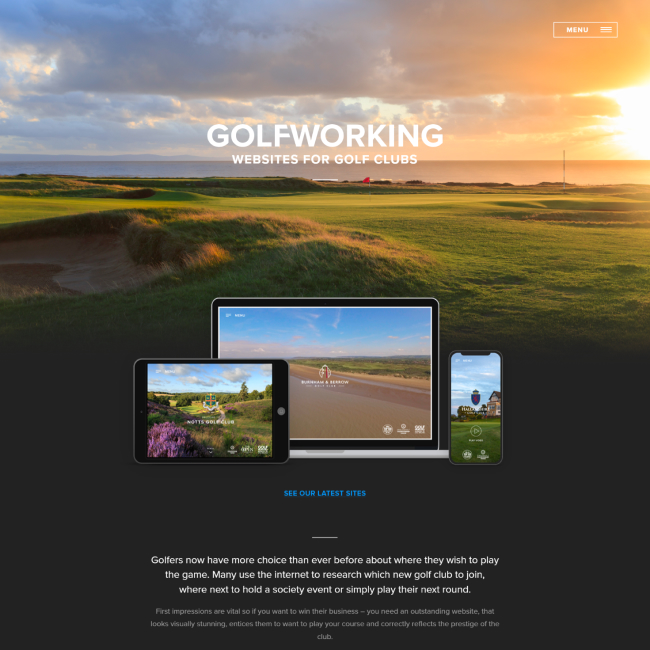 MENU
GOLFWORKING
WEBSITES FOR GOLF CLUBS
MENU
BURNHAM & BERROW
GOLF CLUB
NOTTS GOLF CLUB
SEE OUR LATEST SITES
Golfers now have more choice than ever before about where they wish to play
the game. Many use the internet to research which new golf club to join,
where next to hold a society event or simply play their next round.
First impressions are vital so if you want to win their business – you need an outstanding website, that
looks visually stunning, entices them to want to play your course and correctly reflects the prestige of the
club.